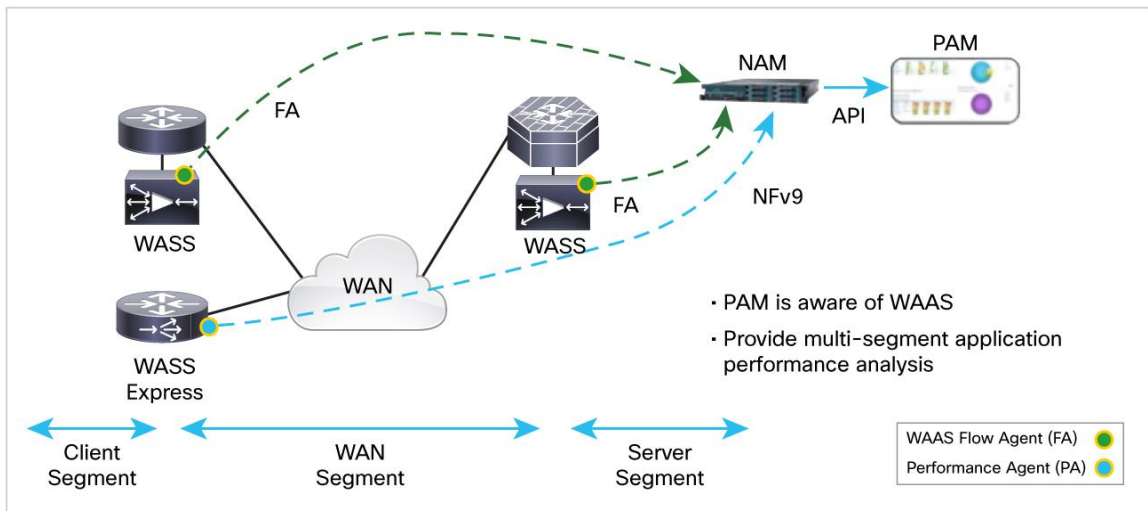 PAM
NAM
FA
API
WASS
FA
NFv9
WASS
WAN
WASS
Express
· PAM is aware of WAAS
· Provide multi-segment application
performance analysis
Client
Segment
WAN
Segment
Server
Segment
WAAS Flow Agent (FA)
Performance Agent (PA)